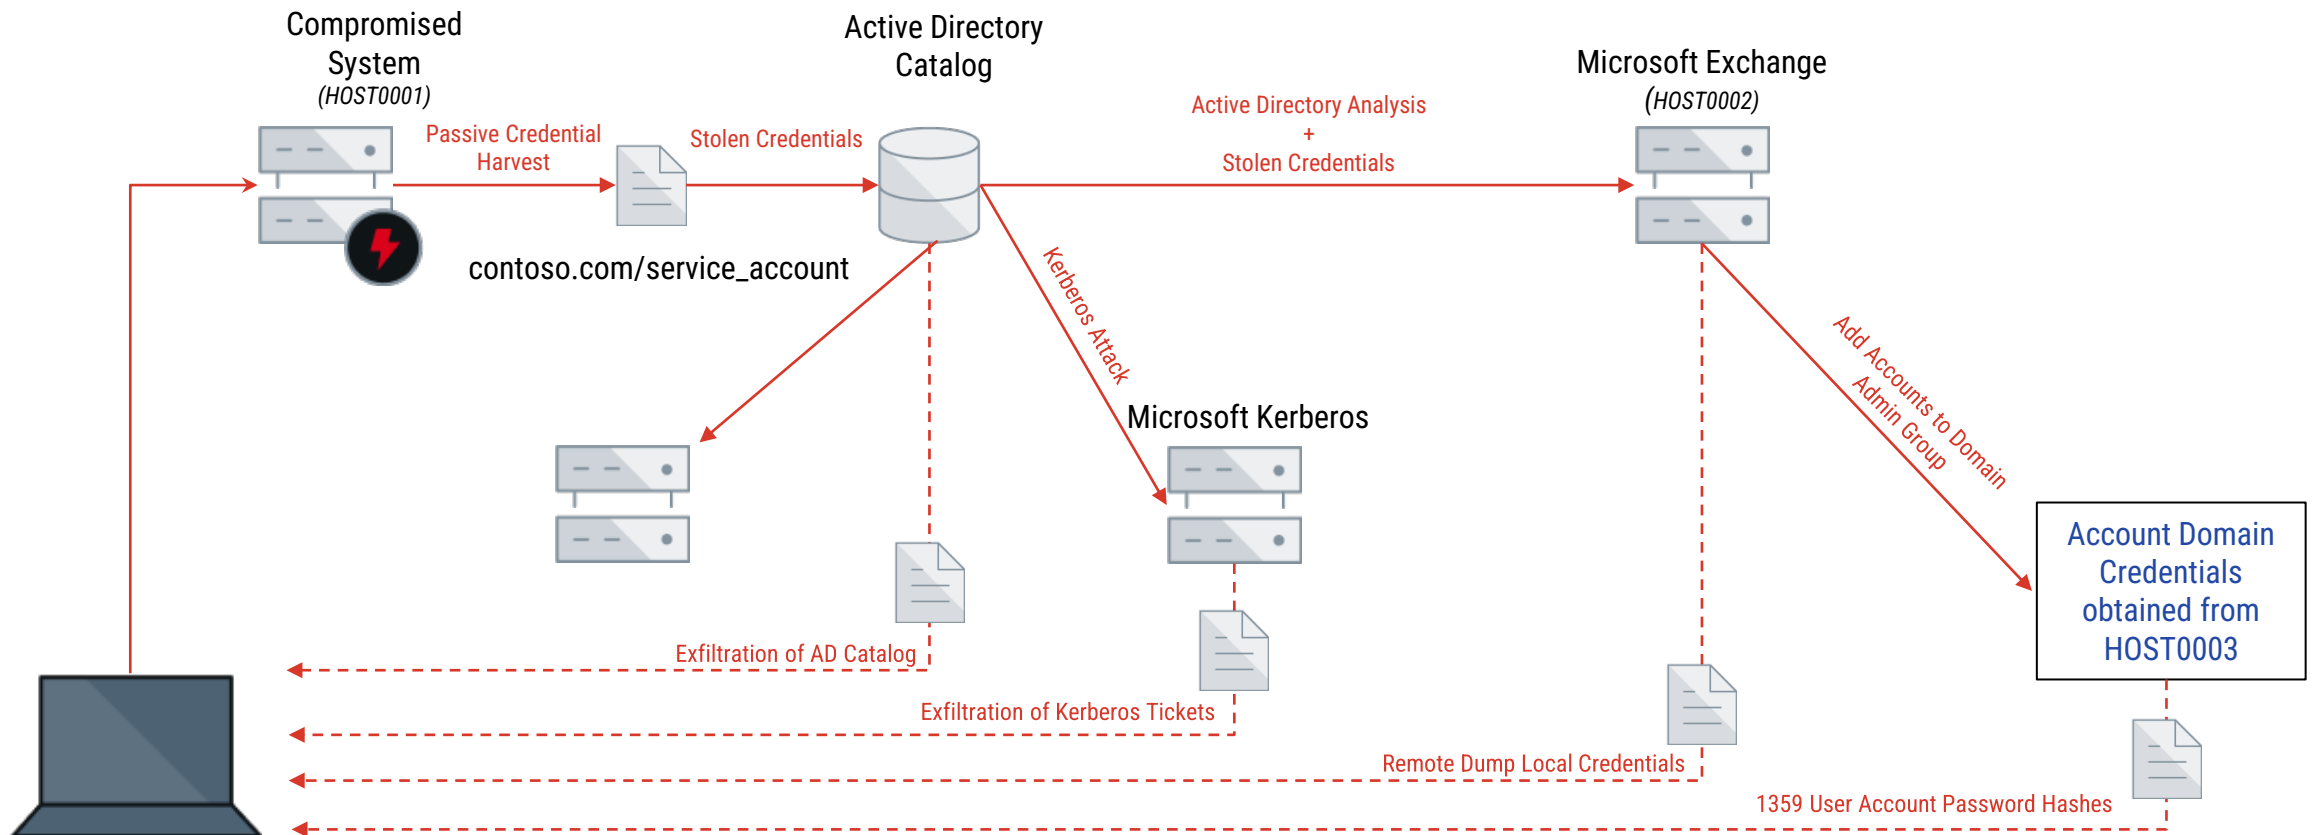 Compromised
System
(HOST0001)
Active Directory
Catalog
Microsoft Exchange
(HOST0002)
Passive Credential
Harvest
Stolen Credentials
Active Directory Analysis
+
Stolen Credentials
contoso.com/service_account
Kerberos Attack
Microsoft Kerberos
Add Accounts to Domain
Admin Group
Account Domain
Credentials
obtained from
HOST0003
Exfiltration of AD Catalog
Exfiltration of Kerberos Tickets
Remote Dump Local Credentials
1359 User Account Password Hashes